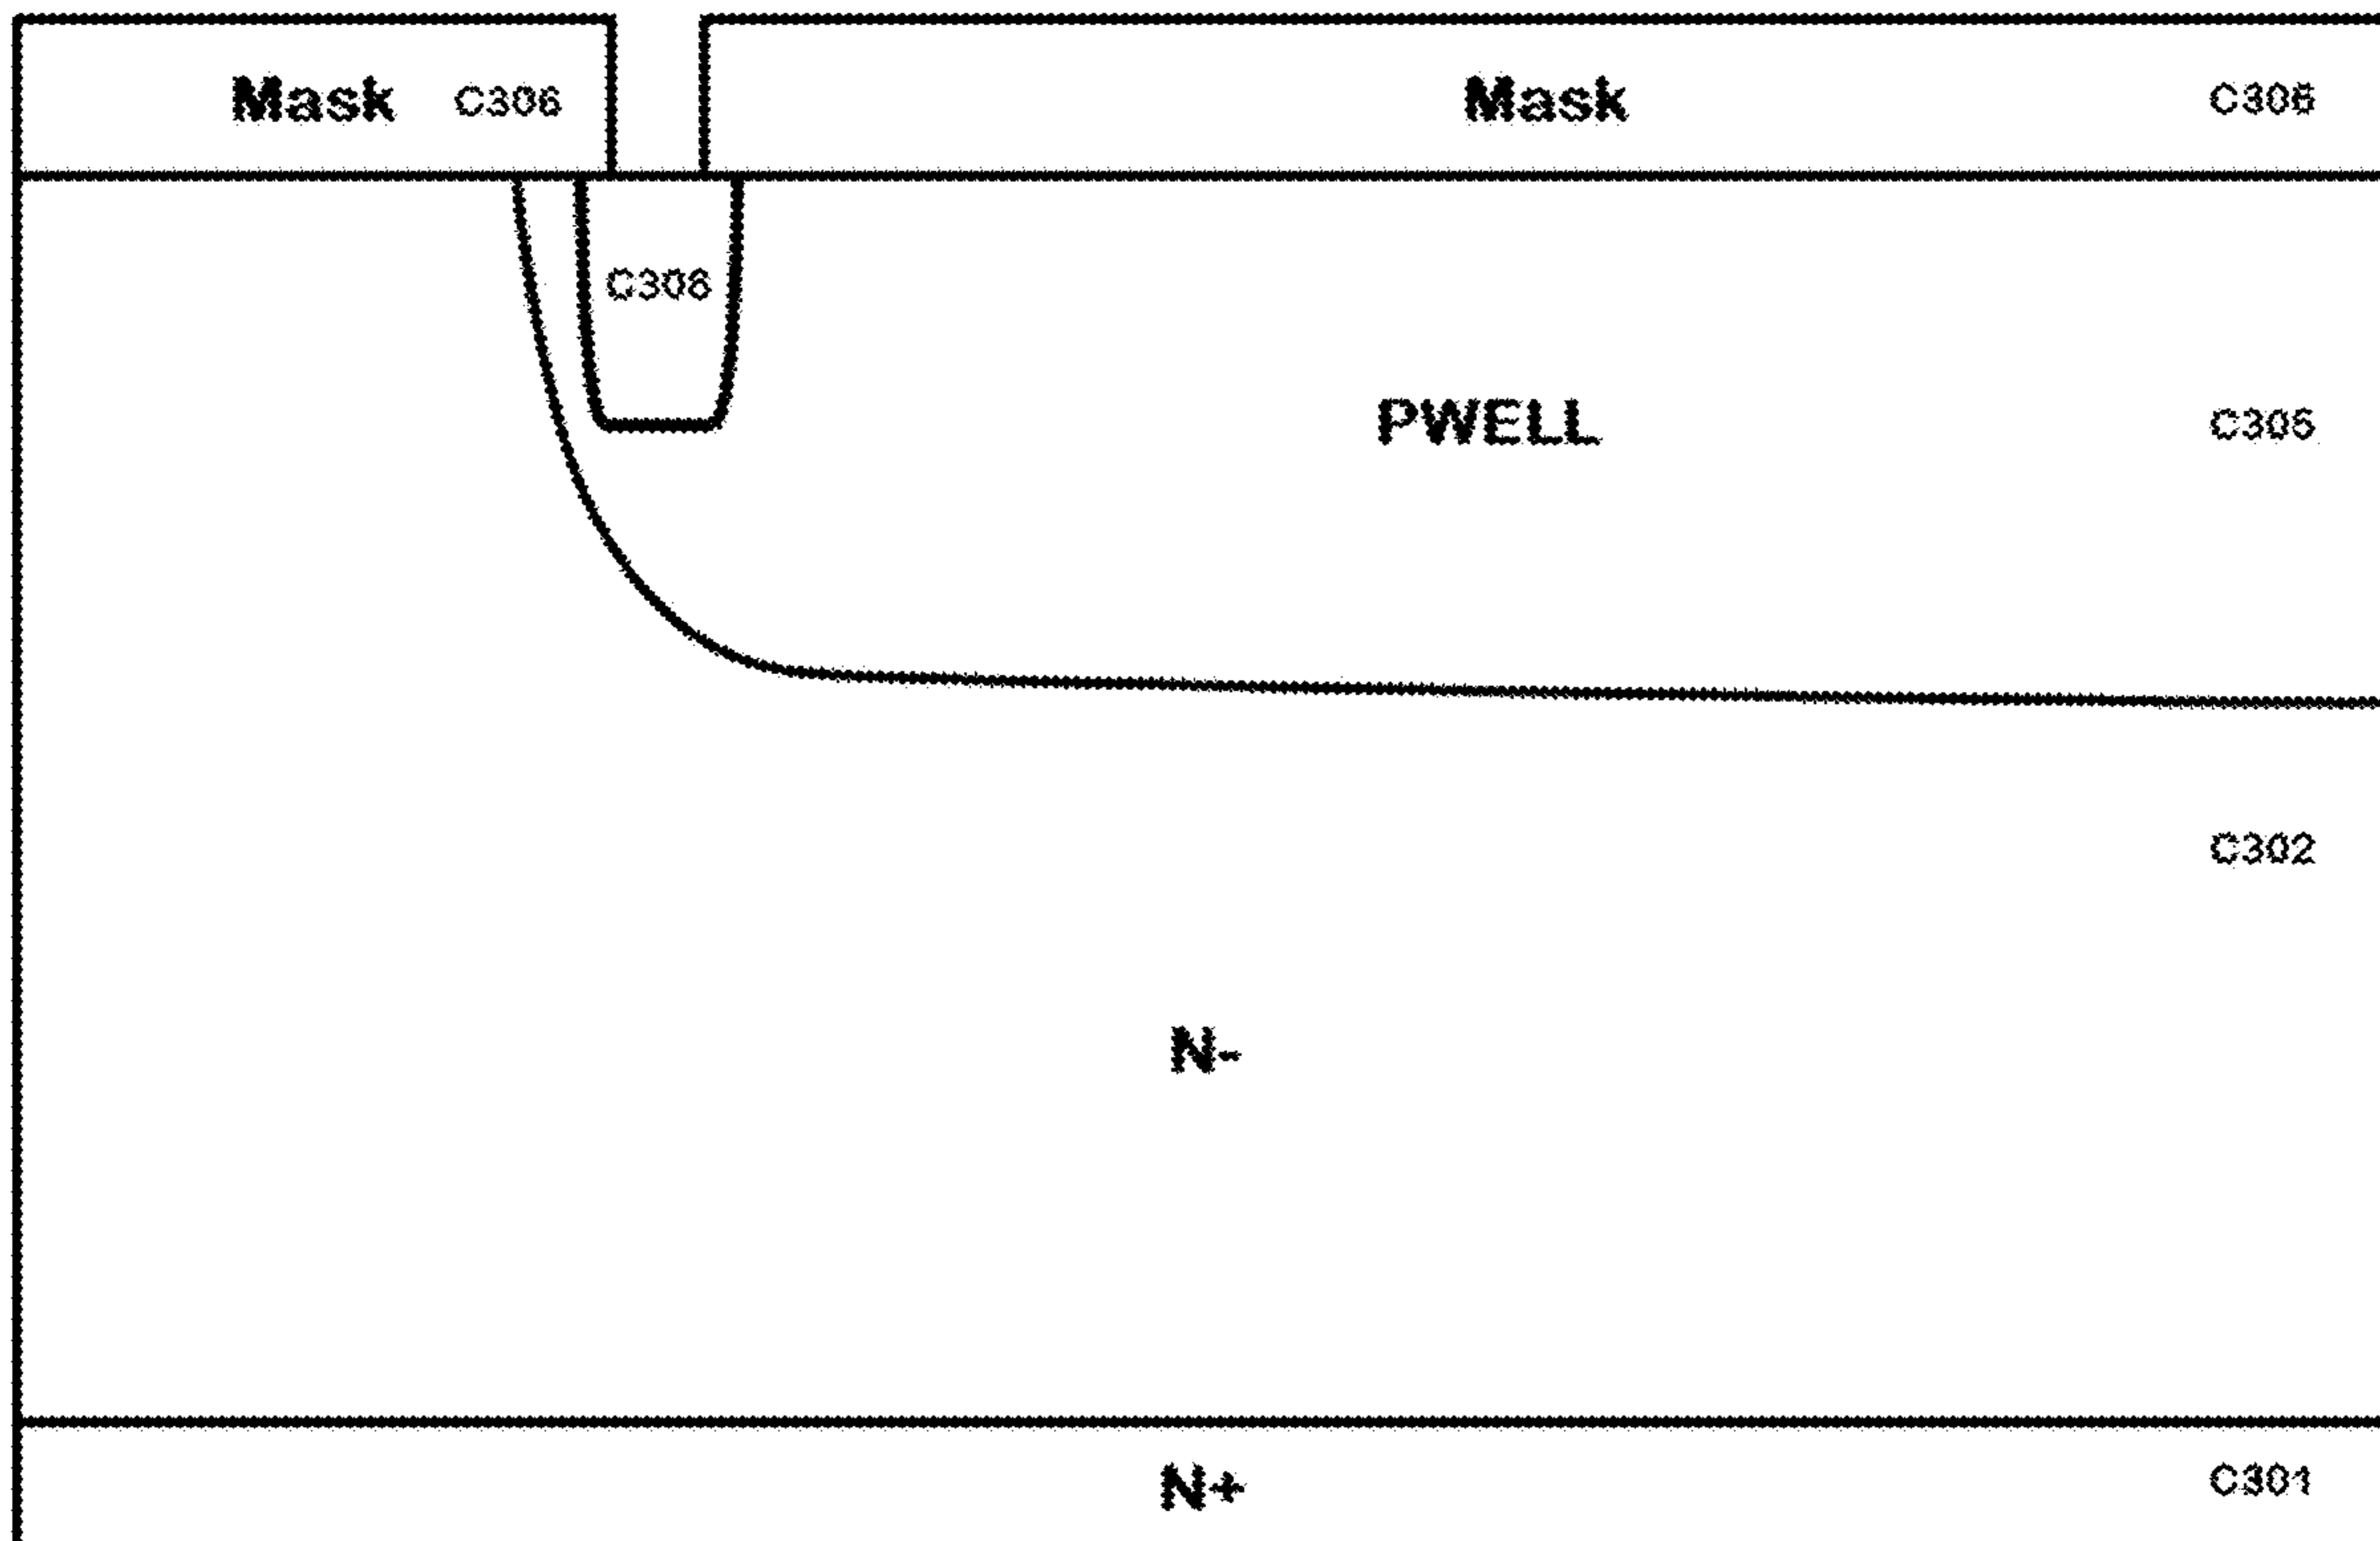 Mask C306 Mask C306
C306
PWELL C305
C302
N-
N+ C301